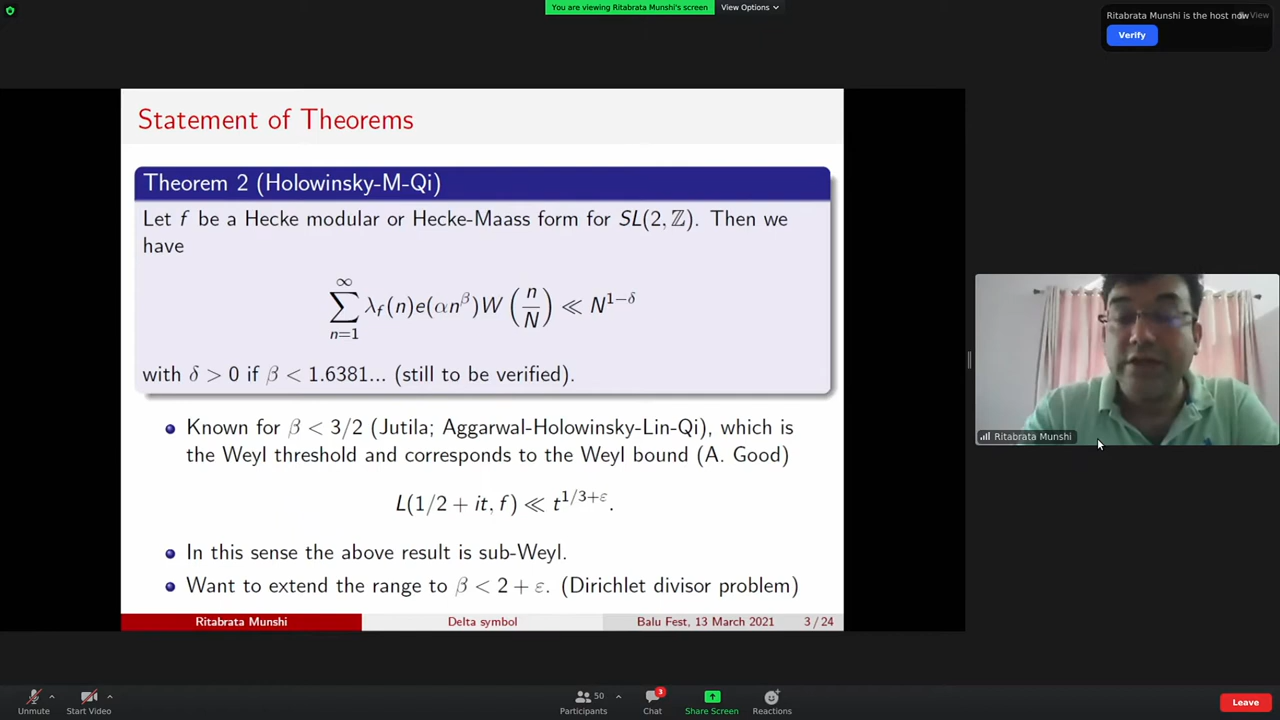 You are viewing Ritabrata Munshi's screen
View Options
Ritabrata Munshi is the host now
View
Verify
Statement of Theorems
Theorem 2 (Holowinsky-M-Qi)
Let f be a Hecke modular or Hecke-Maass form for SL(2, ℤ). Then we
have
∞
∑ λ_f(n)e(αn^β)W (n/N) ≪ N^{1−δ}
n=1
with δ > 0 if β < 1.6381... (still to be verified).
Known for β < 3/2 (Jutila; Aggarwal-Holowinsky-Lin-Qi), which is
the Weyl threshold and corresponds to the Weyl bound (A. Good)
L(1/2 + it, f) ≪ t^{1/3+ε}.
In this sense the above result is sub-Weyl.
Want to extend the range to β < 2 + ε. (Dirichlet divisor problem)
Ritabrata Munshi
Delta symbol
Balu Fest, 13 March 2021
3 / 24
Ritabrata Munshi
Unmute
Start Video
50
Participants
3
Chat
Share Screen
Reactions
Leave